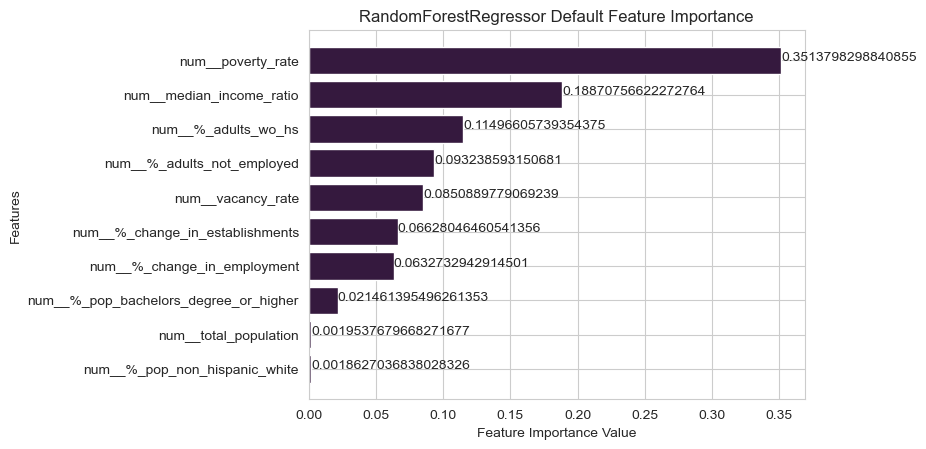 RandomForestRegressor Default Feature Importance
Features
num__poverty_rate 0.3513798298840855
num__median_income_ratio 0.18870756622272764
num__%_adults_wo_hs 0.11496605739354375
num__%_adults_not_employed 0.093238593150681
num__vacancy_rate 0.0850889779069239
num__%_change_in_establishments 0.06628046460541356
num__%_change_in_employment 0.0632732942914501
num__%_pop_bachelors_degree_or_higher 0.021461395496261353
num__total_population 0.0019537679668271677
num__%_pop_non_hispanic_white 0.0018627036838028326
0.00 0.05 0.10 0.15 0.20 0.25 0.30 0.35
Feature Importance Value